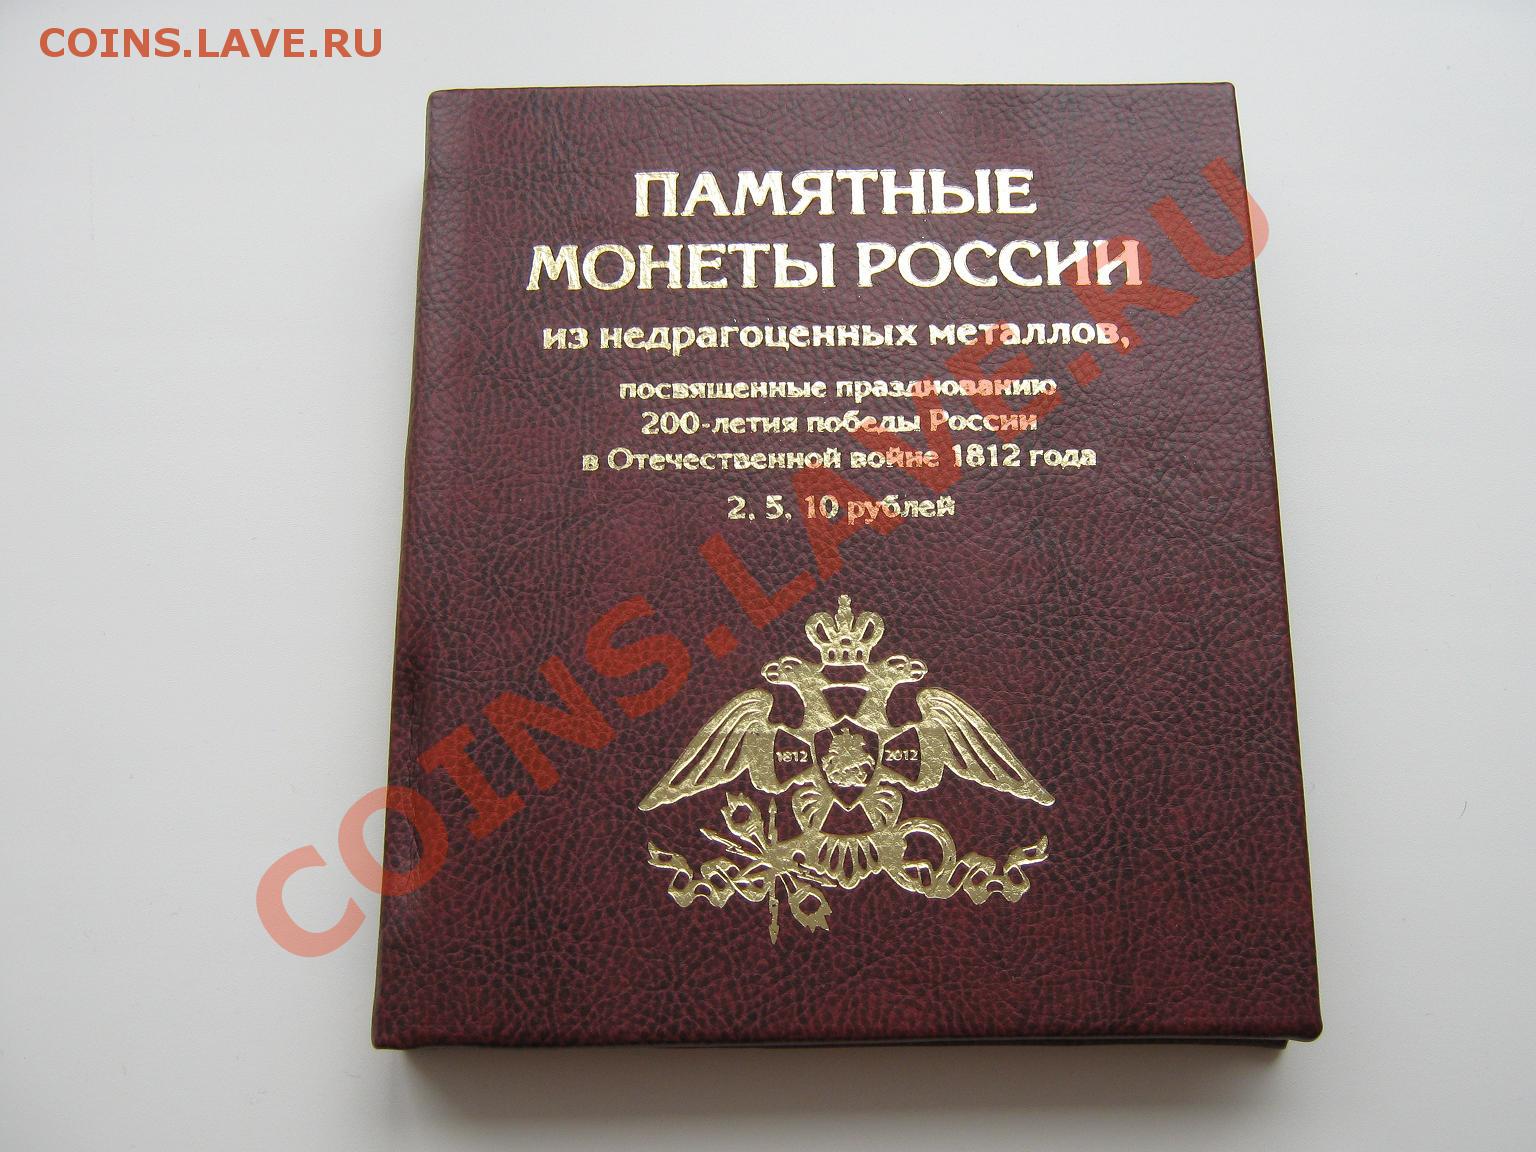 COINS.LAVE.RU
ПАМЯТНЫЕ
МОНЕТЫ РОССИИ
из недрагоценных металлов,
посвященные празднованию
200-летия победы России
в Отечественной войне 1812 года
2, 5, 10 рублей
1812 2012
COINS.LAVE.RU